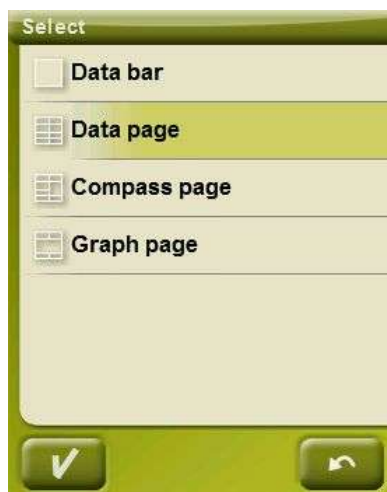 Select
Data bar
Data page
Compass page
Graph page